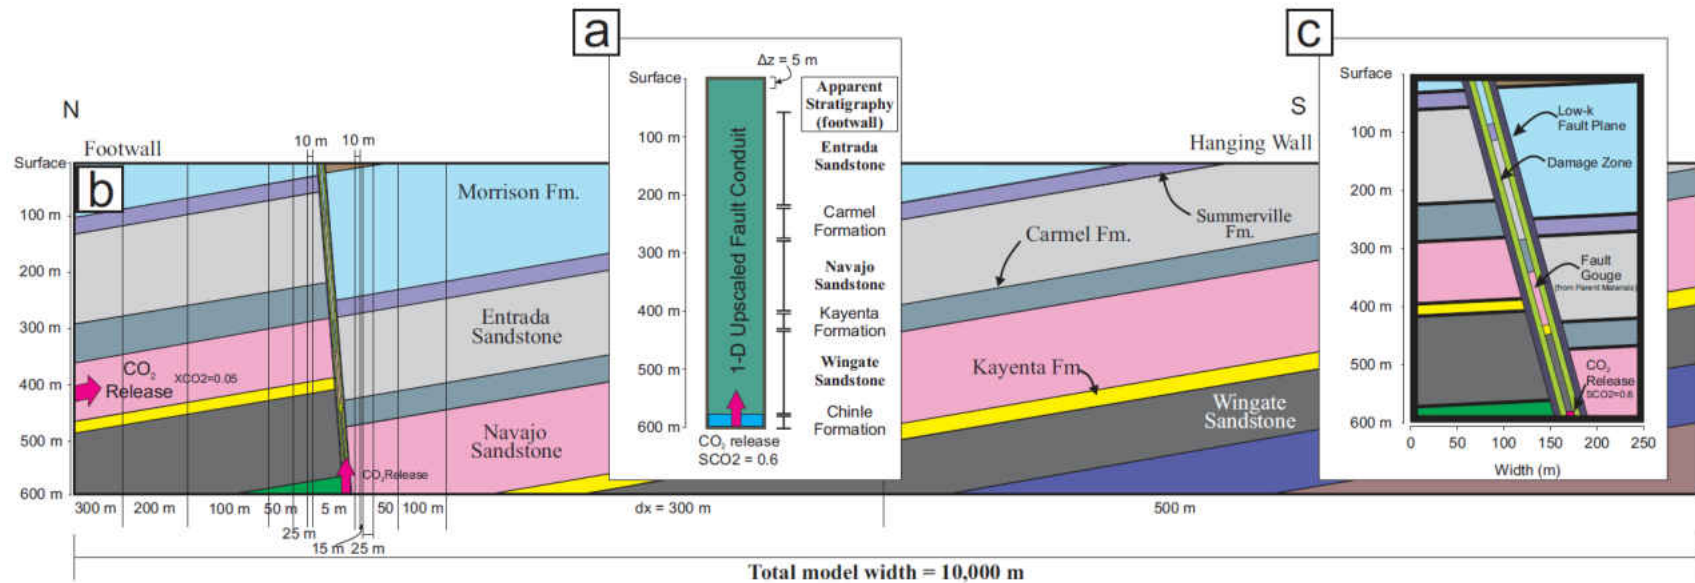 a
Δz = 5 m
Surface
100 m
200 m
300 m
400 m
500 m
600 m
1-D Upscaled Fault Conduit
CO2 release
SCO2 = 0.6
Apparent
Stratigraphy
(footwall)
Entrada
Sandstone
Carmel
Formation
Navajo
Sandstone
Kayenta
Formation
Wingate
Sandstone
Chinle
Formation
N
Footwall
10 m
10 m
Surface
b
100 m
200 m
300 m
400 m
500 m
600 m
Morrison Fm.
Entrada
Sandstone
CO2
Release
XCO2=0.05
Navajo
Sandstone
CO2Release
300 m
200 m
100 m
50 m
5 m
50
100 m
25 m
15 m
25 m
dx = 300 m
500 m
Total model width = 10,000 m
S
Hanging Wall
Summerville
Fm.
Carmel Fm.
Kayenta Fm.
Wingate
Sandstone
c
Surface
100 m
200 m
300 m
400 m
500 m
600 m
Low-k
Fault Plane
Damage Zone
Fault
Gouge
(from Parent Materials)
CO2
Release
SCO2=0.6
0
50
100
150
200
250
Width (m)